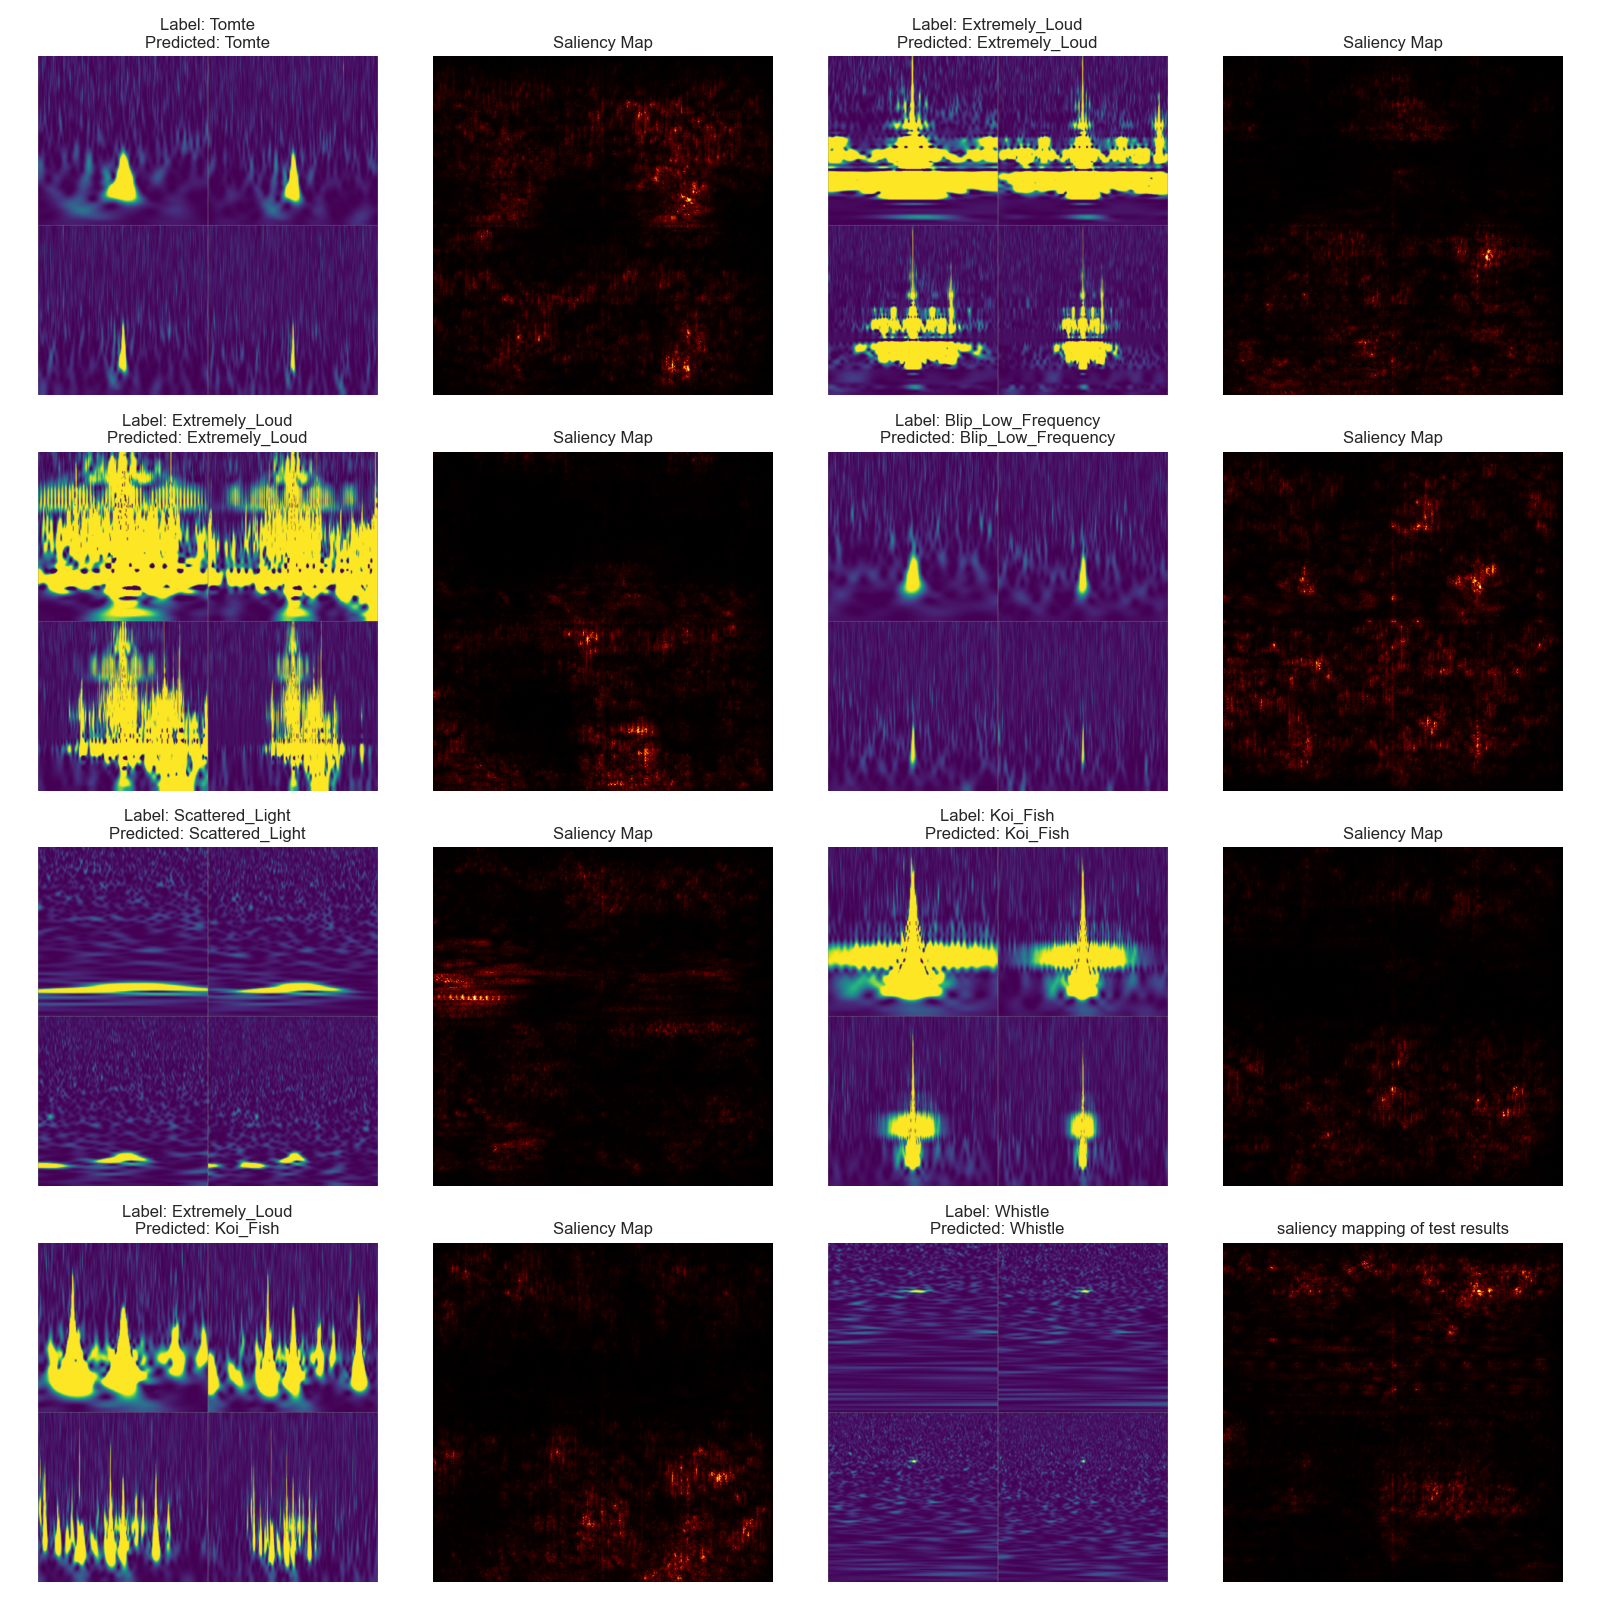 Label: Tomte
Predicted: Tomte
Saliency Map
Label: Extremely_Loud
Predicted: Extremely_Loud
Saliency Map
Label: Extremely_Loud
Predicted: Extremely_Loud
Saliency Map
Label: Blip_Low_Frequency
Predicted: Blip_Low_Frequency
Saliency Map
Label: Scattered_Light
Predicted: Scattered_Light
Saliency Map
Label: Koi_Fish
Predicted: Koi_Fish
Saliency Map
Label: Extremely_Loud
Predicted: Koi_Fish
Saliency Map
Label: Whistle
Predicted: Whistle
saliency mapping of test results